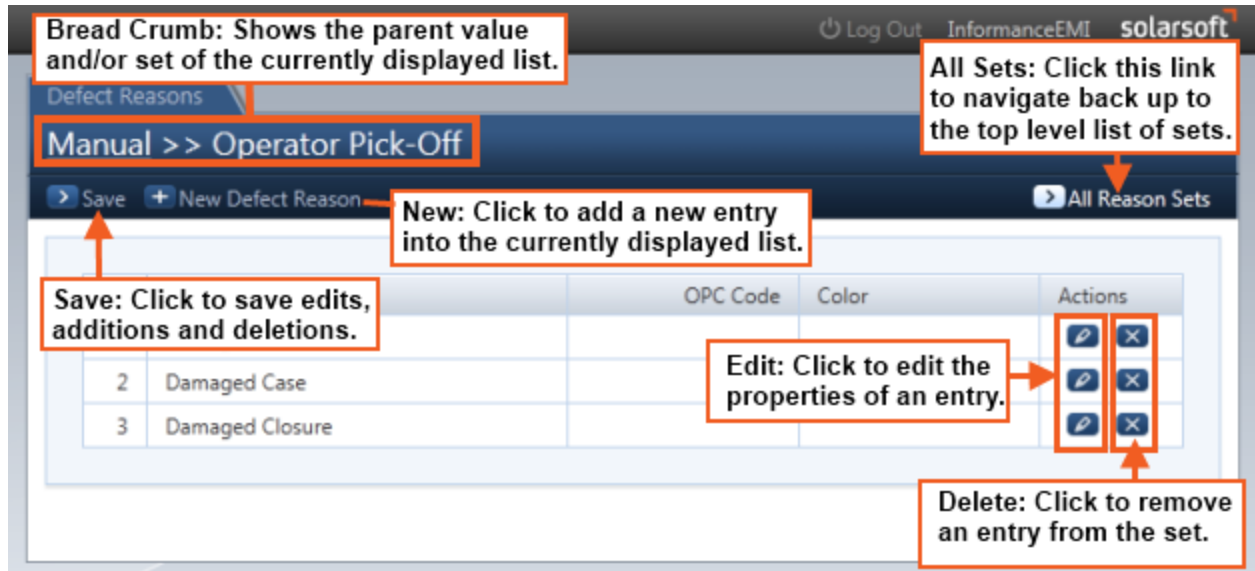 Bread Crumb: Shows the parent value
and/or set of the currently displayed list.
Log Out InformanceEMI solarsoft
All Sets: Click this link
to navigate back up to
the top level list of sets.
Defect Reasons
Manual >> Operator Pick-Off
Save New Defect Reason
All Reason Sets
New: Click to add a new entry
into the currently displayed list.
Save: Click to save edits,
additions and deletions.
OPC Code Color Actions
Edit: Click to edit the
properties of an entry.
2 Damaged Case
3 Damaged Closure
Delete: Click to remove
an entry from the set.